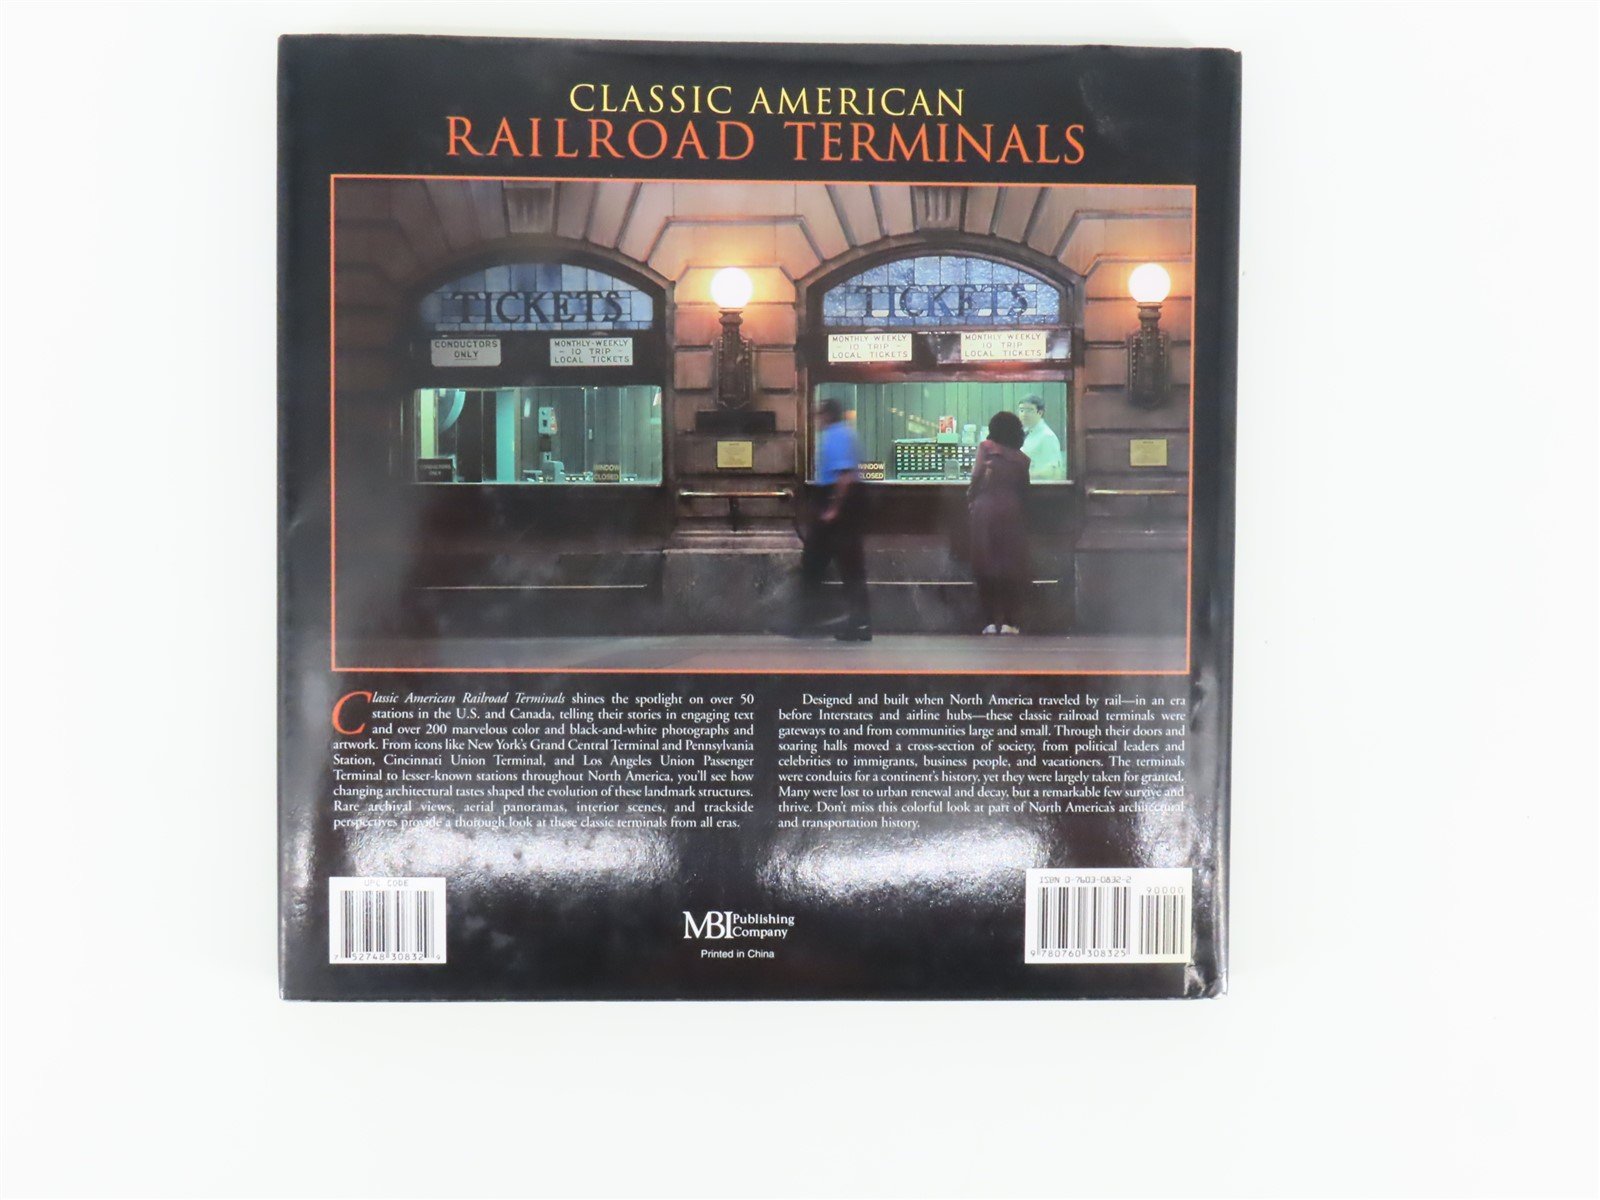 CLASSIC AMERICAN
RAILROAD TERMINALS
TICKETS
TICKETS
CONDUCTORS
ONLY
MONTHLY-WEEKLY
– 10 TRIP –
LOCAL TICKETS
MONTHLY WEEKLY
– 10 TRIP –
LOCAL TICKETS
MONTHLY WEEKLY
– 10 TRIP –
LOCAL TICKETS
CONDUCTORS
ONLY
WINDOW
CLOSED
WINDOW
CLOSED
Classic American Railroad Terminals shines the spotlight on over 50
stations in the U.S. and Canada, telling their stories in engaging text
and over 200 marvelous color and black-and-white photographs and
artwork. From icons like New York's Grand Central Terminal and Pennsylvania
Station, Cincinnati Union Terminal, and Los Angeles Union Passenger
Terminal to lesser-known stations throughout North America, you'll see how
changing architectural tastes shaped the evolution of these landmark structures.
Rare archival views, aerial panoramas, interior scenes, and trackside
perspectives provide a thorough look at these classic terminals from all eras.
Designed and built when North America traveled by rail—in an era
before Interstates and airline hubs—these classic railroad terminals were
gateways to and from communities large and small. Through their doors and
soaring halls moved a cross-section of society, from political leaders and
celebrities to immigrants, business people, and vacationers. The terminals
were conduits for a continent's history, yet they were largely taken for granted.
Many were lost to urban renewal and decay, but a remarkable few survive and
thrive. Don't miss this colorful look at part of North America's architectural
and transportation history.
UPC CODE
7 52748 30832 9
MBI Publishing
Company
Printed in China
ISBN 0-7603-0832-2
90000
9 780760 308325